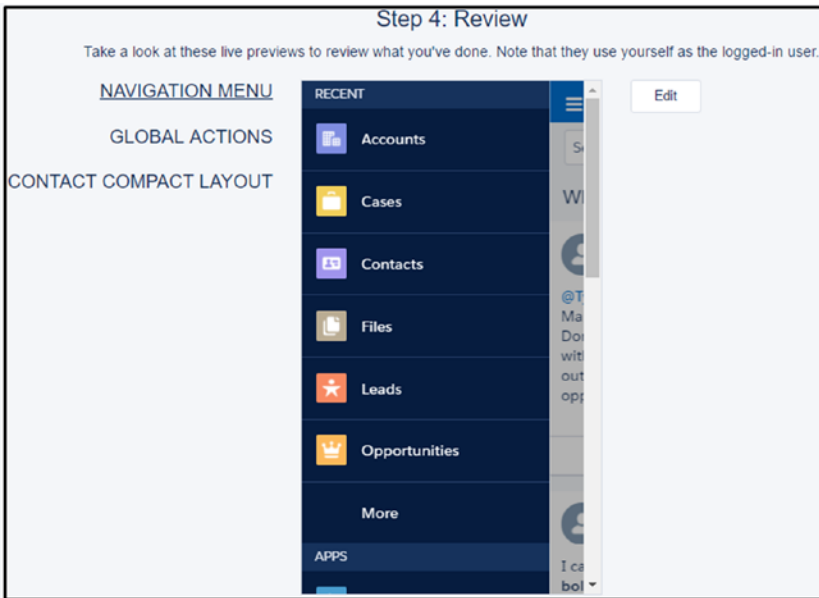 Step 4: Review
Take a look at these live previews to review what you've done. Note that they use yourself as the logged-in user.
NAVIGATION MENU
GLOBAL ACTIONS
CONTACT COMPACT LAYOUT
RECENT
Accounts
Cases
Contacts
Files
Leads
Opportunities
More
APPS
Edit